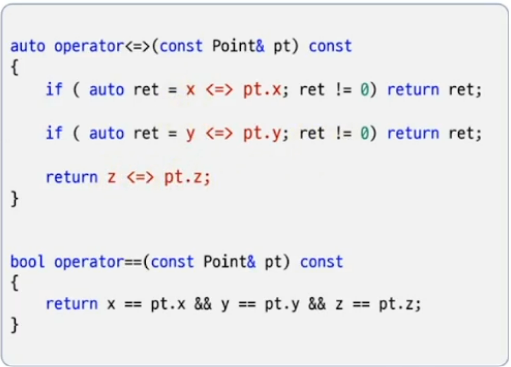 auto operator<=>(const Point& pt) const
{
    if ( auto ret = x <=> pt.x; ret != 0) return ret;
    if ( auto ret = y <=> pt.y; ret != 0) return ret;
    return z <=> pt.z;
}
bool operator==(const Point& pt) const
{
    return x == pt.x && y == pt.y && z == pt.z;
}